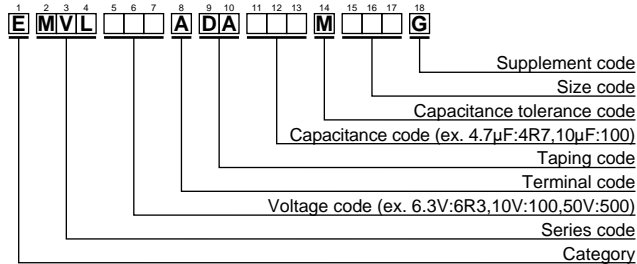 1 2 3 4 5 6 7 8 9 10 11 12 13 14 15 16 17 18
E M V L A D A M G
Supplement code
Size code
Capacitance tolerance code
Capacitance code (ex. 4.7μF:4R7,10μF:100)
Taping code
Terminal code
Voltage code (ex. 6.3V:6R3,10V:100,50V:500)
Series code
Category